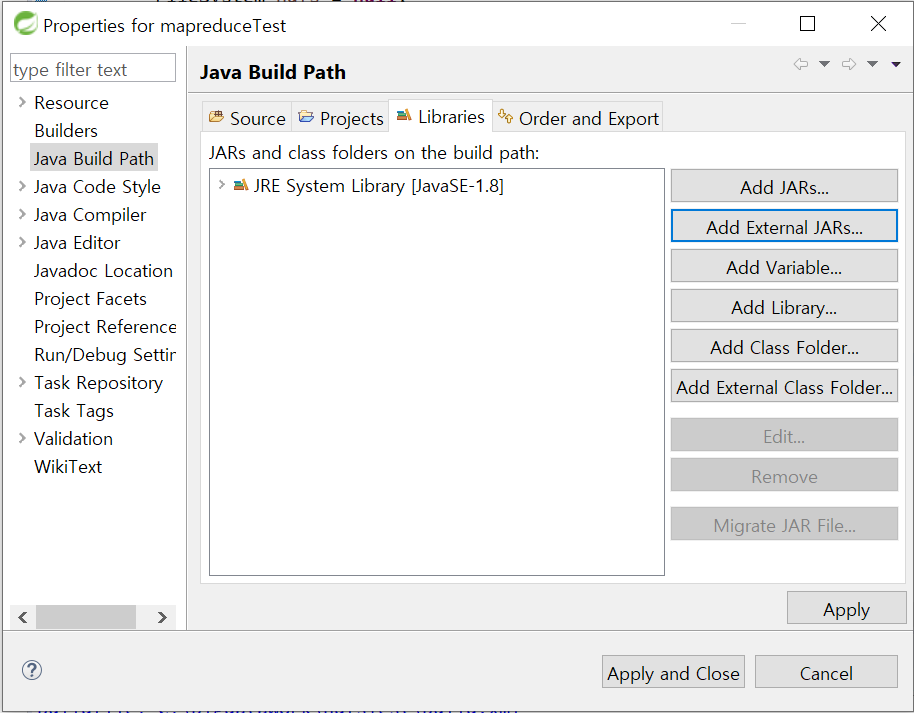 Properties for mapreduceTest
type filter text
Resource
Builders
Java Build Path
Java Code Style
Java Compiler
Java Editor
Javadoc Location
Project Facets
Project Reference
Run/Debug Settin
Task Repository
Task Tags
Validation
WikiText
Java Build Path
Source Projects Libraries Order and Export
JARs and class folders on the build path:
JRE System Library [JavaSE-1.8]
Add JARs...
Add External JARs...
Add Variable...
Add Library...
Add Class Folder...
Add External Class Folder...
Edit...
Remove
Migrate JAR File...
Apply
Apply and Close Cancel